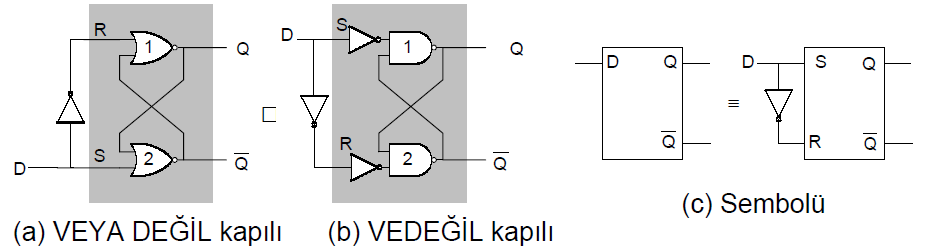 R
1
Q
S
2
Q̅
D
(a) VEYA DEĞİL kapılı
D
S
1
Q
R
2
Q̅
(b) VEDEĞİL kapılı
D Q
Q̅
≡
D S Q
R Q̅
(c) Sembolü